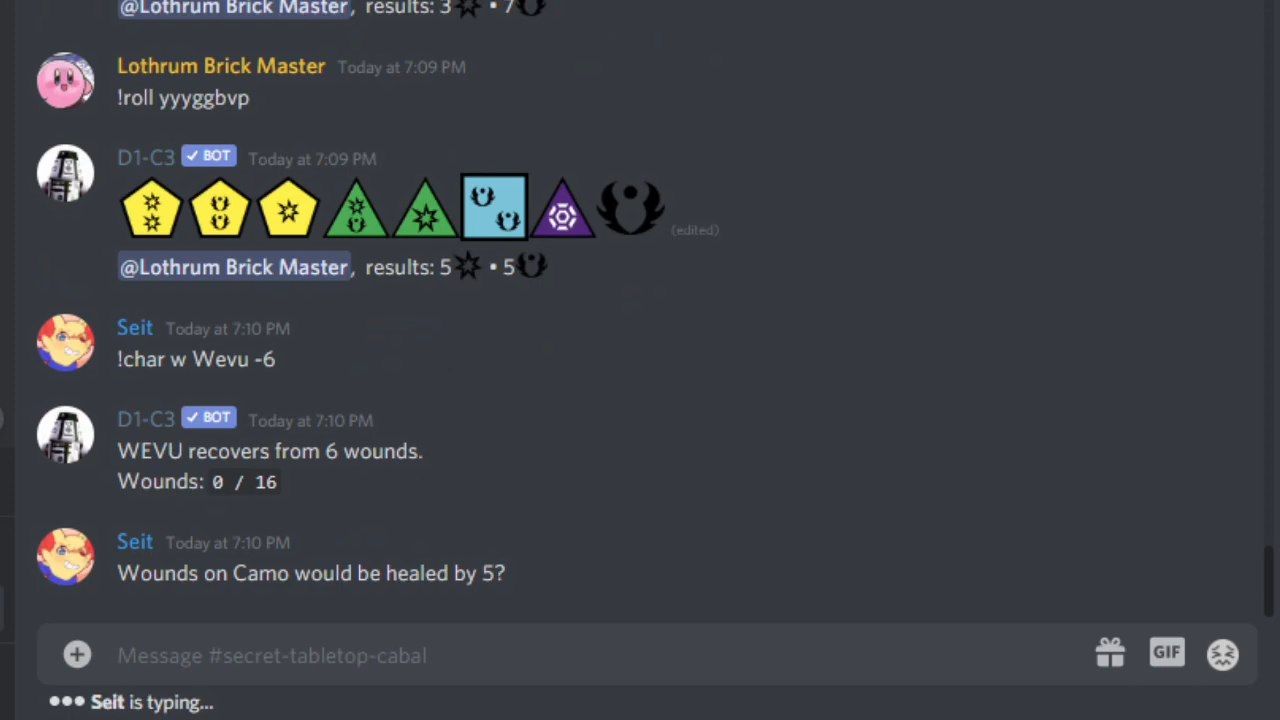 @Lothrum Brick Master, results: 3 • 7
Lothrum Brick Master Today at 7:09 PM
!roll yyyggbvp
D1-C3 BOT Today at 7:09 PM
(edited)
@Lothrum Brick Master, results: 5 • 5
Seit Today at 7:10 PM
!char w Wevu -6
D1-C3 BOT Today at 7:10 PM
WEVU recovers from 6 wounds.
Wounds: 0 / 16
Seit Today at 7:10 PM
Wounds on Camo would be healed by 5?
Message #secret-tabletop-cabal
GIF
Seit is typing...